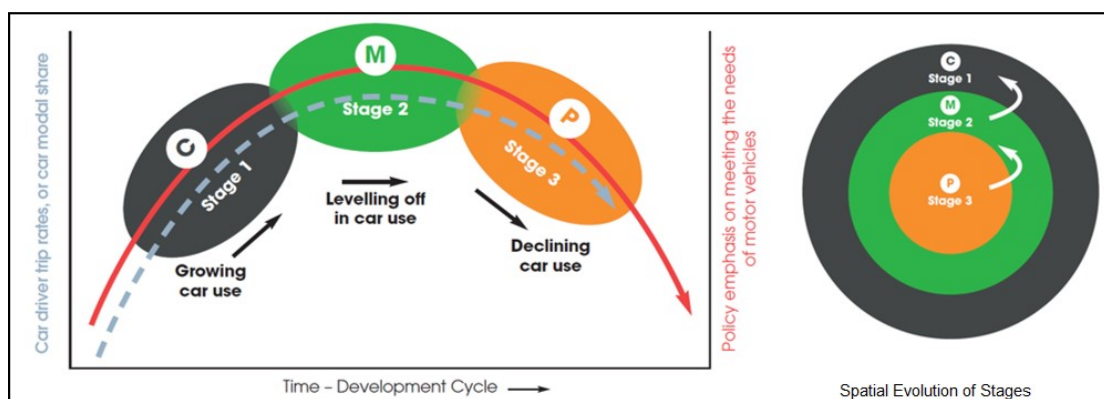 Car driver trip rates, or car modal share
C
Stage 1
M
Stage 2
P
Stage 3
Growing
car use
Levelling off
in car use
Declining
car use
Time – Development Cycle
Policy emphasis on meeting the needs
of motor vehicles
C
Stage 1
M
Stage 2
P
Stage 3
Spatial Evolution of Stages